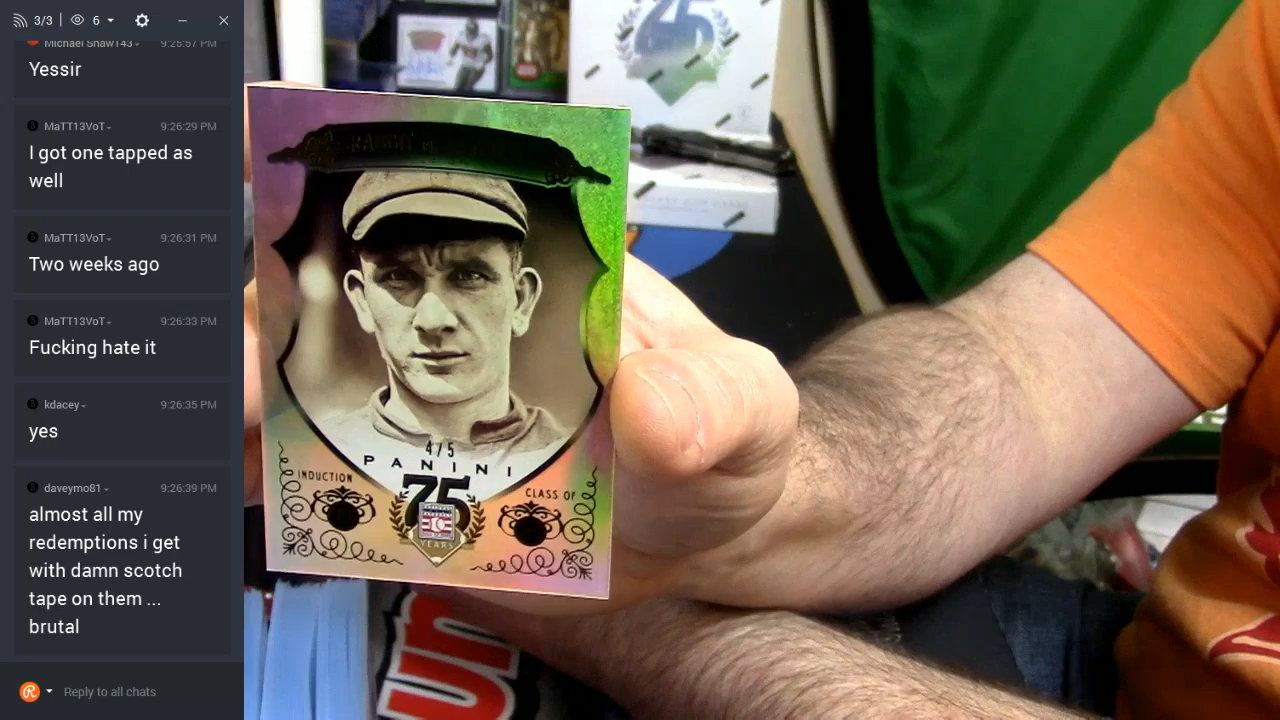 3/3 6
Michael Shaw143 9:25:57 PM
Yessir
MaTT13VoT 9:26:29 PM
I got one tapped as
well
MaTT13VoT 9:26:31 PM
Two weeks ago
MaTT13VoT 9:26:33 PM
Fucking hate it
kdacey 9:26:35 PM
yes
daveymo81 9:26:39 PM
almost all my
redemptions i get
with damn scotch
tape on them ...
brutal
Reply to all chats
4/5
PANINI
INDUCTION
75
CLASS OF
YEARS
75